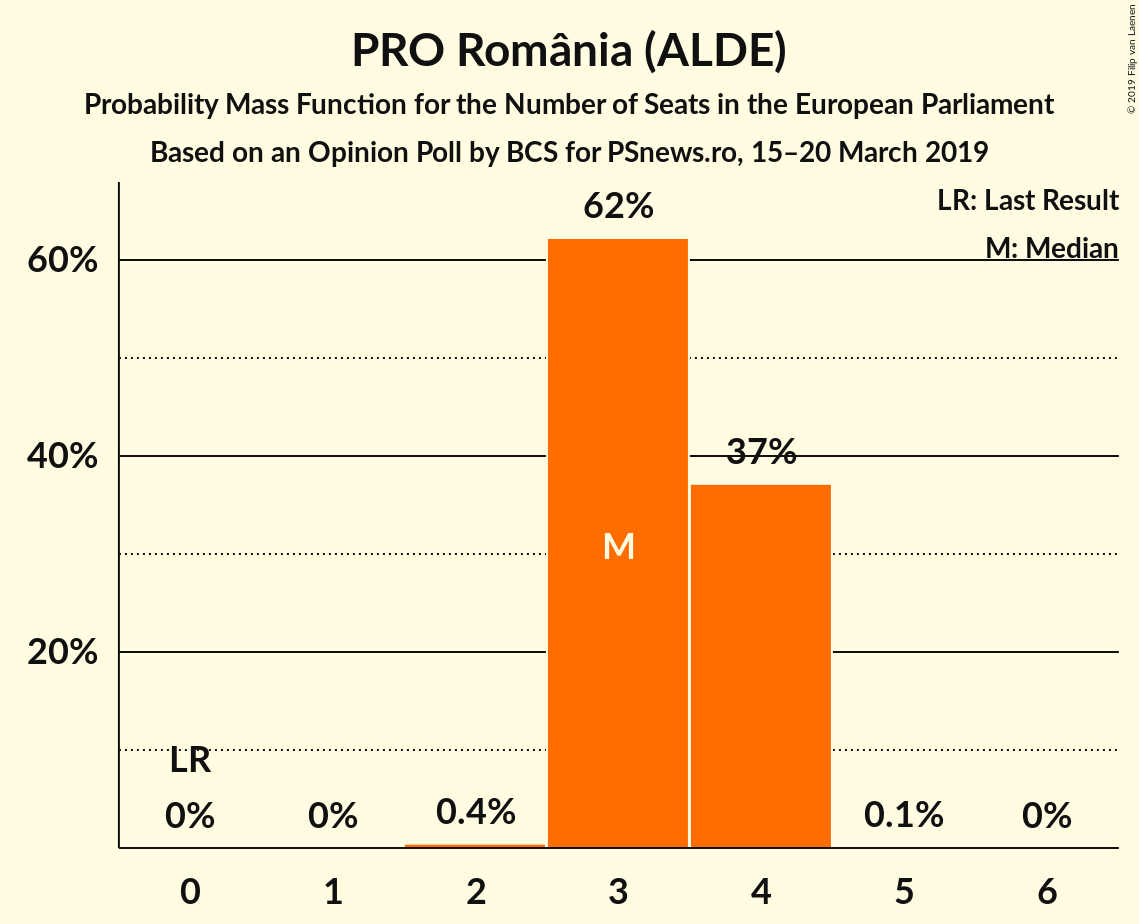 PRO România (ALDE)
Probability Mass Function for the Number of Seats in the European Parliament
Based on an Opinion Poll by BCS for PSnews.ro, 15–20 March 2019
© 2019 Filip van Laenen
LR: Last Result
M: Median
62%
60%
37%
40%
M
20%
LR
0%
0%
0.4%
0.1%
0%
0
1
2
3
4
5
6